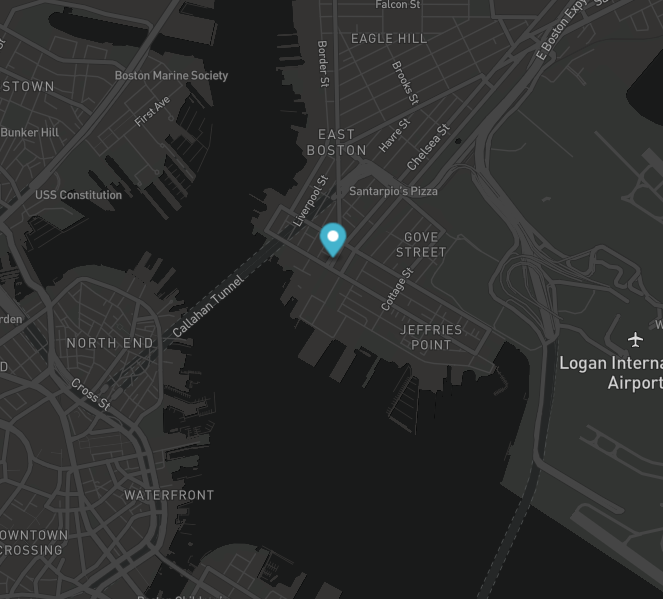 Falcon St
EAGLE HILL
E Boston Expy
Border St
Boston Marine Society
Brooks St
STOWN
First Ave
Bunker Hill
EAST
BOSTON
Havre St
Chelsea St
USS Constitution
Liverpool St
Santarpio's Pizza
GOVE
STREET
Callahan Tunnel
Cottage St
rden
NORTH END
JEFFRIES
POINT
Logan Interna
Airport
Cross St
WATERFRONT
OWNTOWN
CROSSING